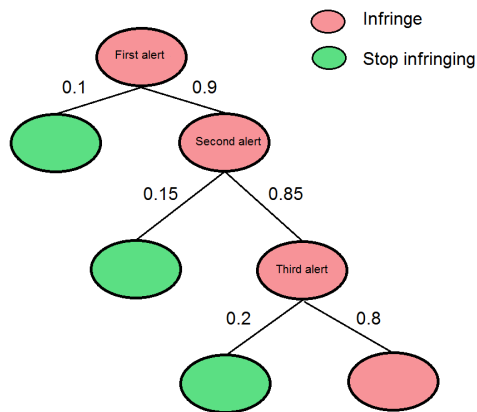 Infringe
Stop infringing
First alert
0.1
0.9
Second alert
0.15
0.85
Third alert
0.2
0.8